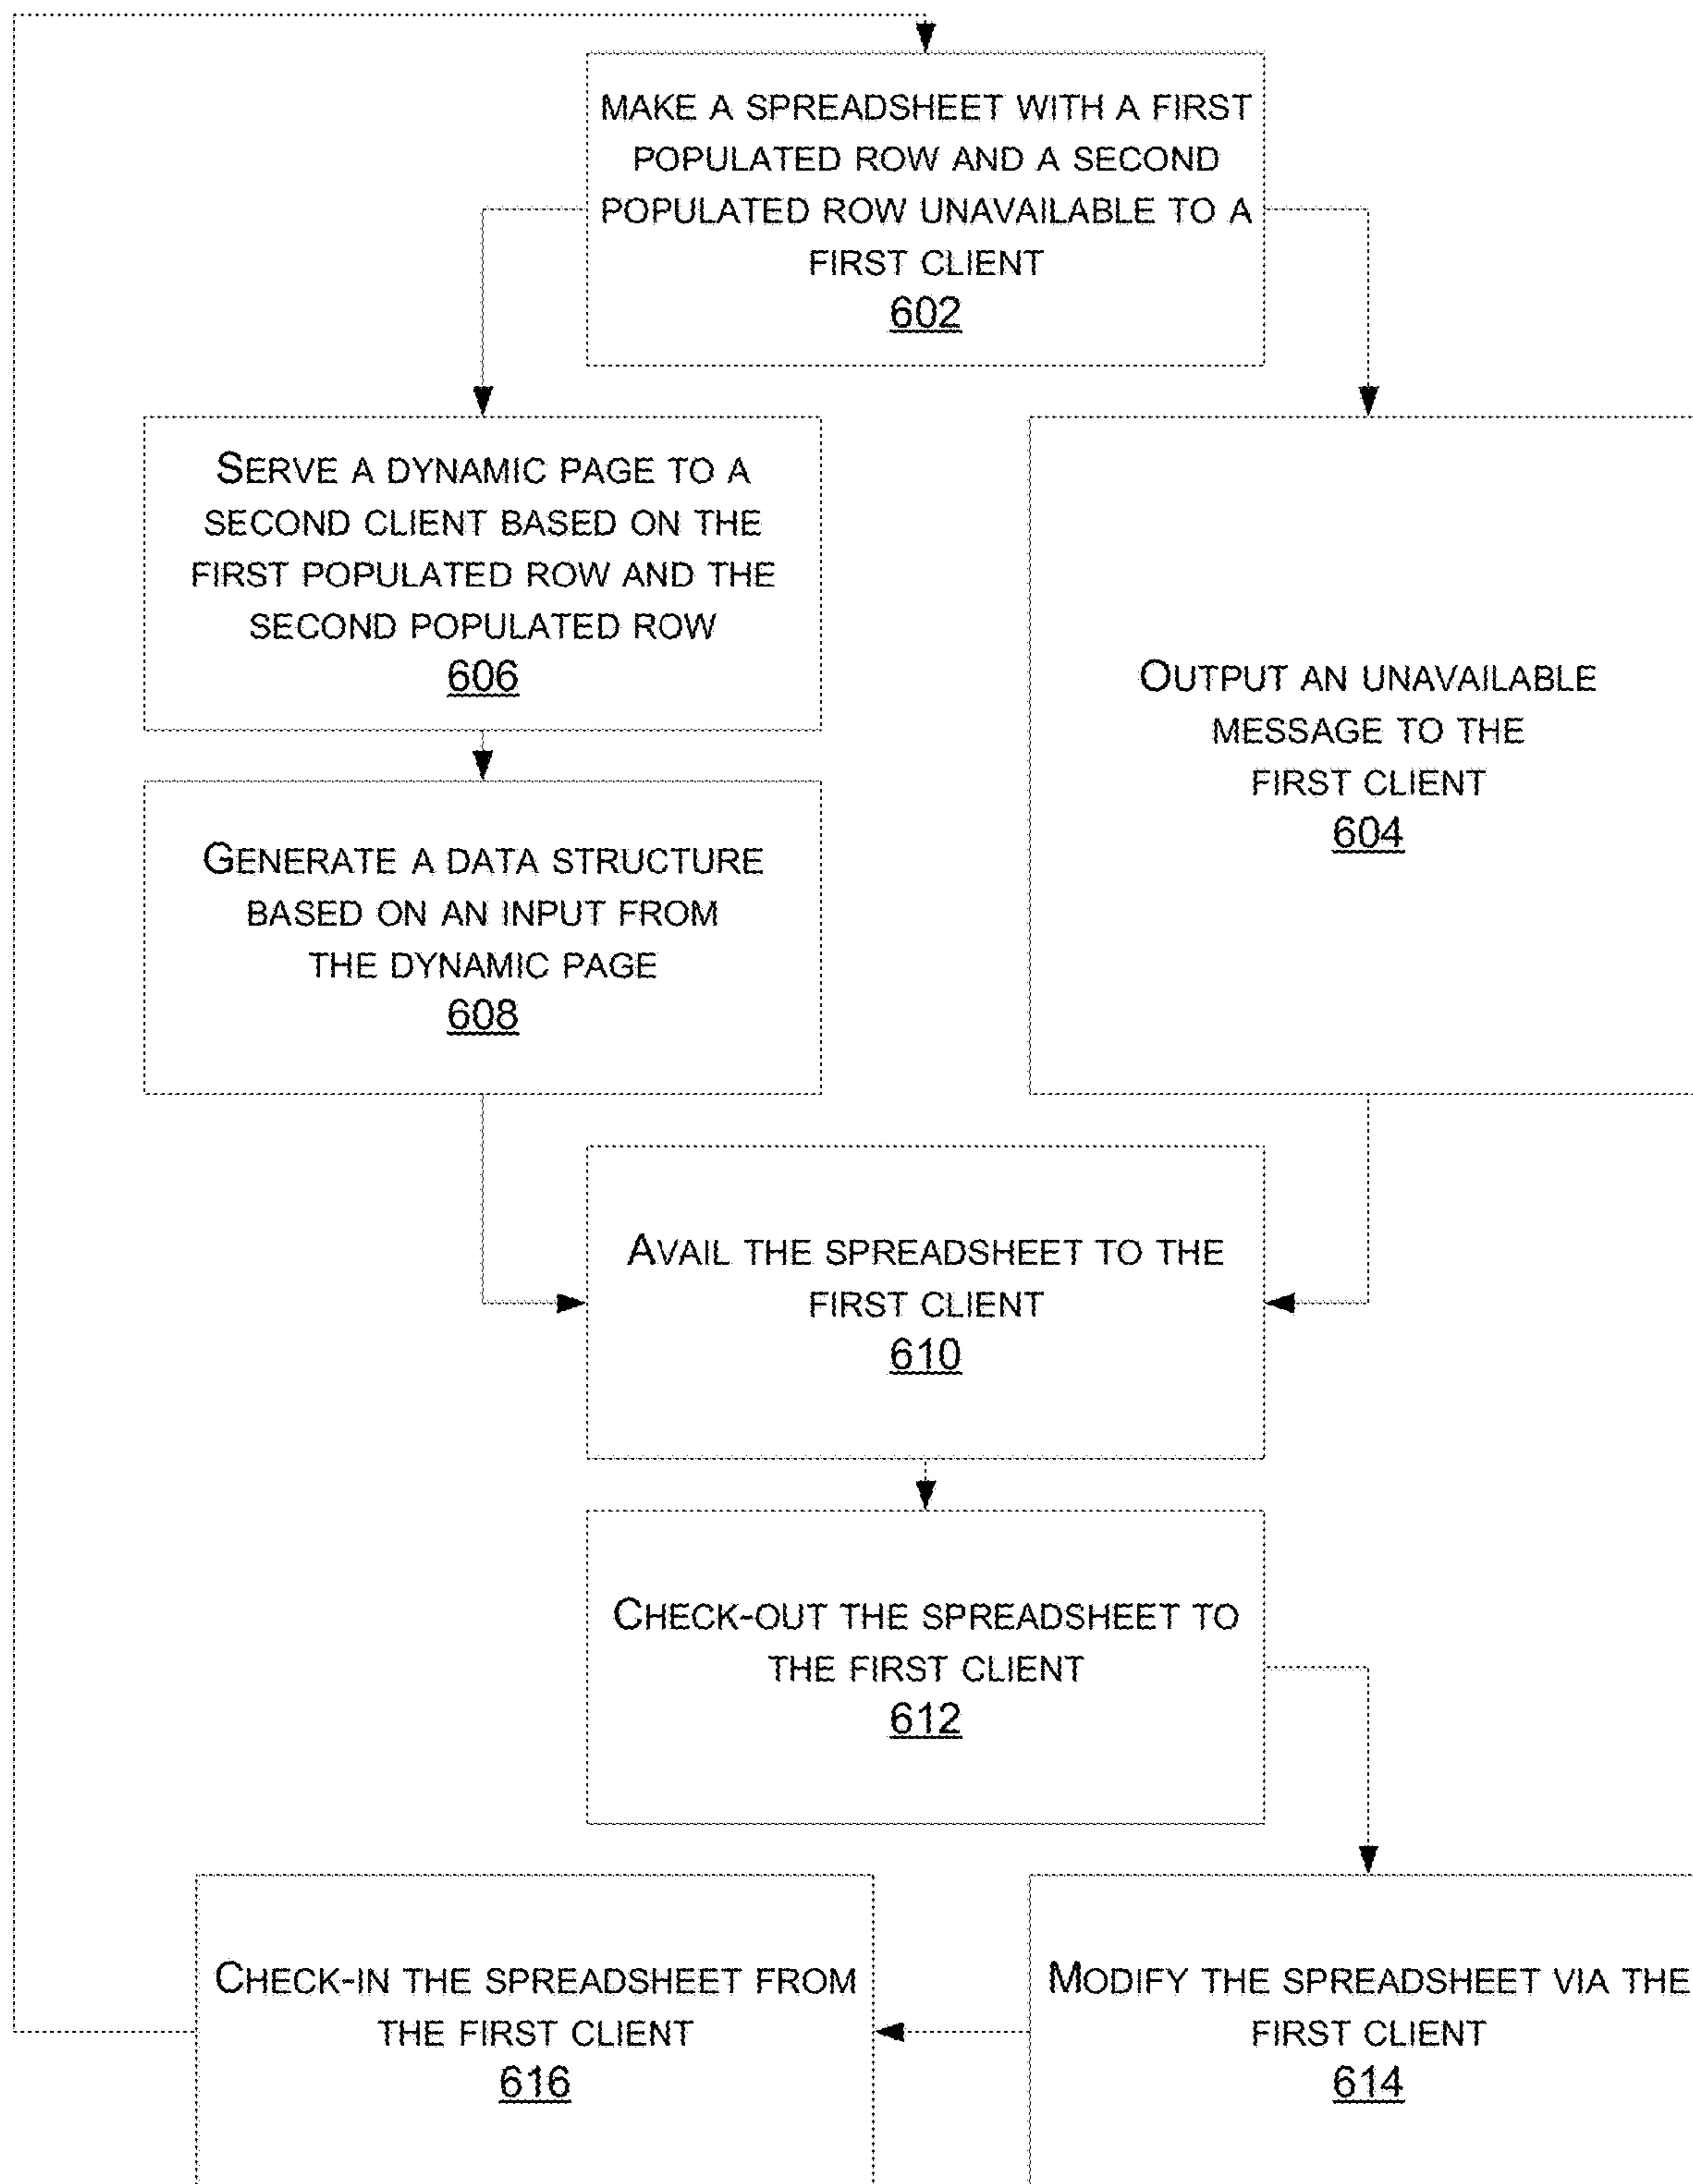 MAKE A SPREADSHEET WITH A FIRST
POPULATED ROW AND A SECOND
POPULATED ROW UNAVAILABLE TO A
FIRST CLIENT
602
SERVE A DYNAMIC PAGE TO A
SECOND CLIENT BASED ON THE
FIRST POPULATED ROW AND THE
SECOND POPULATED ROW
606
OUTPUT AN UNAVAILABLE
MESSAGE TO THE
FIRST CLIENT
604
GENERATE A DATA STRUCTURE
BASED ON AN INPUT FROM
THE DYNAMIC PAGE
608
AVAIL THE SPREADSHEET TO THE
FIRST CLIENT
610
CHECK-OUT THE SPREADSHEET TO
THE FIRST CLIENT
612
CHECK-IN THE SPREADSHEET FROM
THE FIRST CLIENT
616
MODIFY THE SPREADSHEET VIA THE
FIRST CLIENT
614